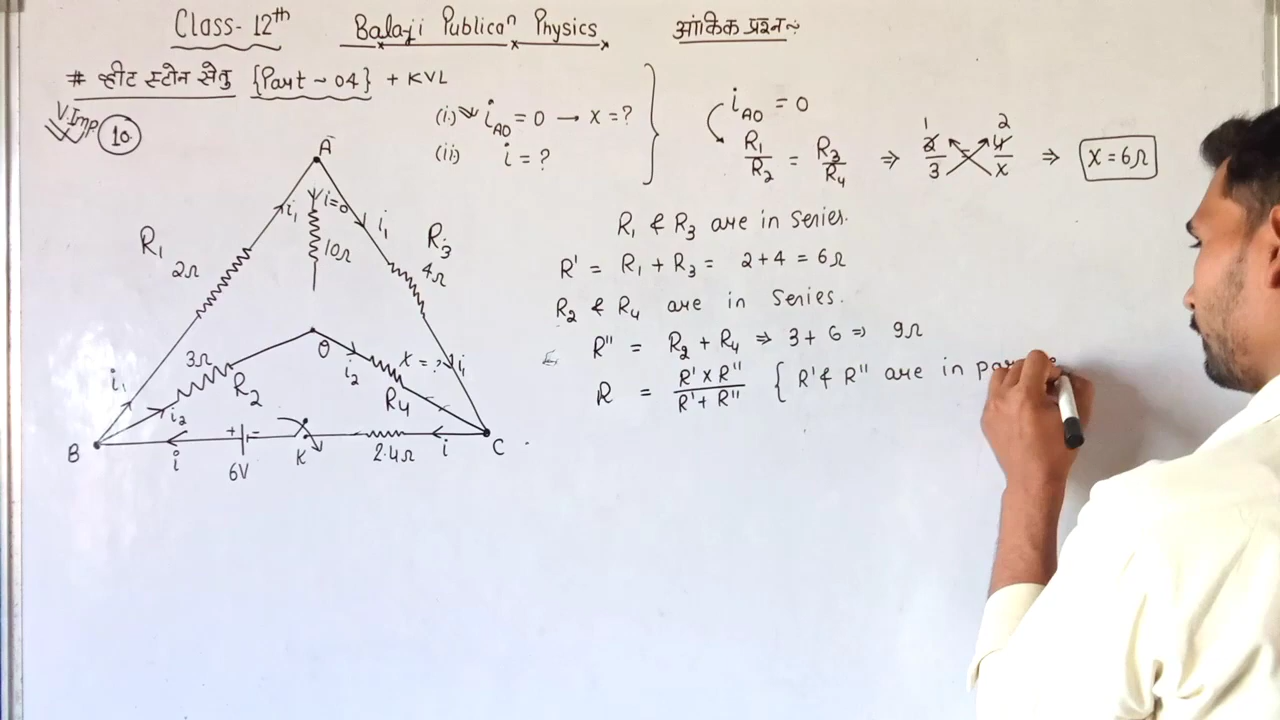 Class-12th Balaji Publicaⁿ Physics आंकिक प्रश्न:~
# व्हीट स्टोन सेतु {Part ~ 04} + KVL
V.Imp 10.
(i) i_AO = 0 → x = ?
(ii) i = ?
i_AO = 0
R₁/R₂ = R₃/R₄ ⇒ 2/3 = 4/x ⇒ x = 6Ω
1 2
R₁ & R₃ are in Series.
R' = R₁ + R₃ = 2+4 = 6Ω
R₂ & R₄ are in Series.
R'' = R₂ + R₄ ⇒ 3+6 ⇒ 9Ω
R = R' x R''/R' + R'' { R' & R'' are in
A
i₁ i=0 i₁
R₁ 2Ω 10Ω R₃ 4Ω
3Ω O x = ? i₁
i₁ i₂ R₂ i₂ R₄
B i 6V + - K 2.4Ω i C